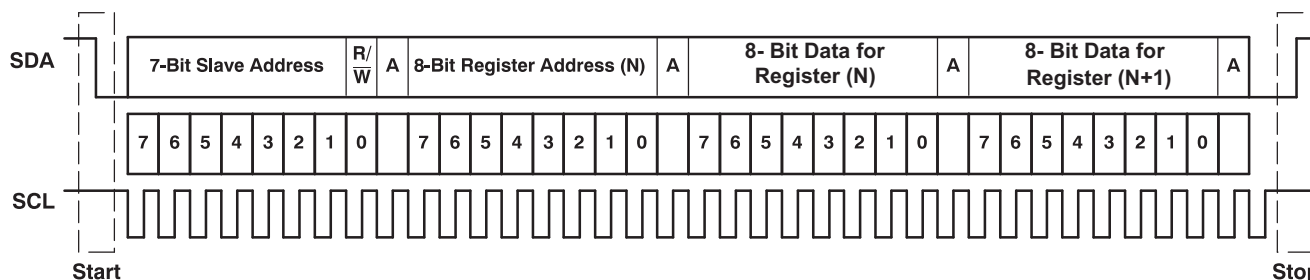 SDA
7-Bit Slave Address
R/
W
A
8-Bit Register Address (N)
A
8- Bit Data for
Register (N)
A
8- Bit Data for
Register (N+1)
A
7 6 5 4 3 2 1 0 7 6 5 4 3 2 1 0 7 6 5 4 3 2 1 0 7 6 5 4 3 2 1 0
SCL
Start
Stop